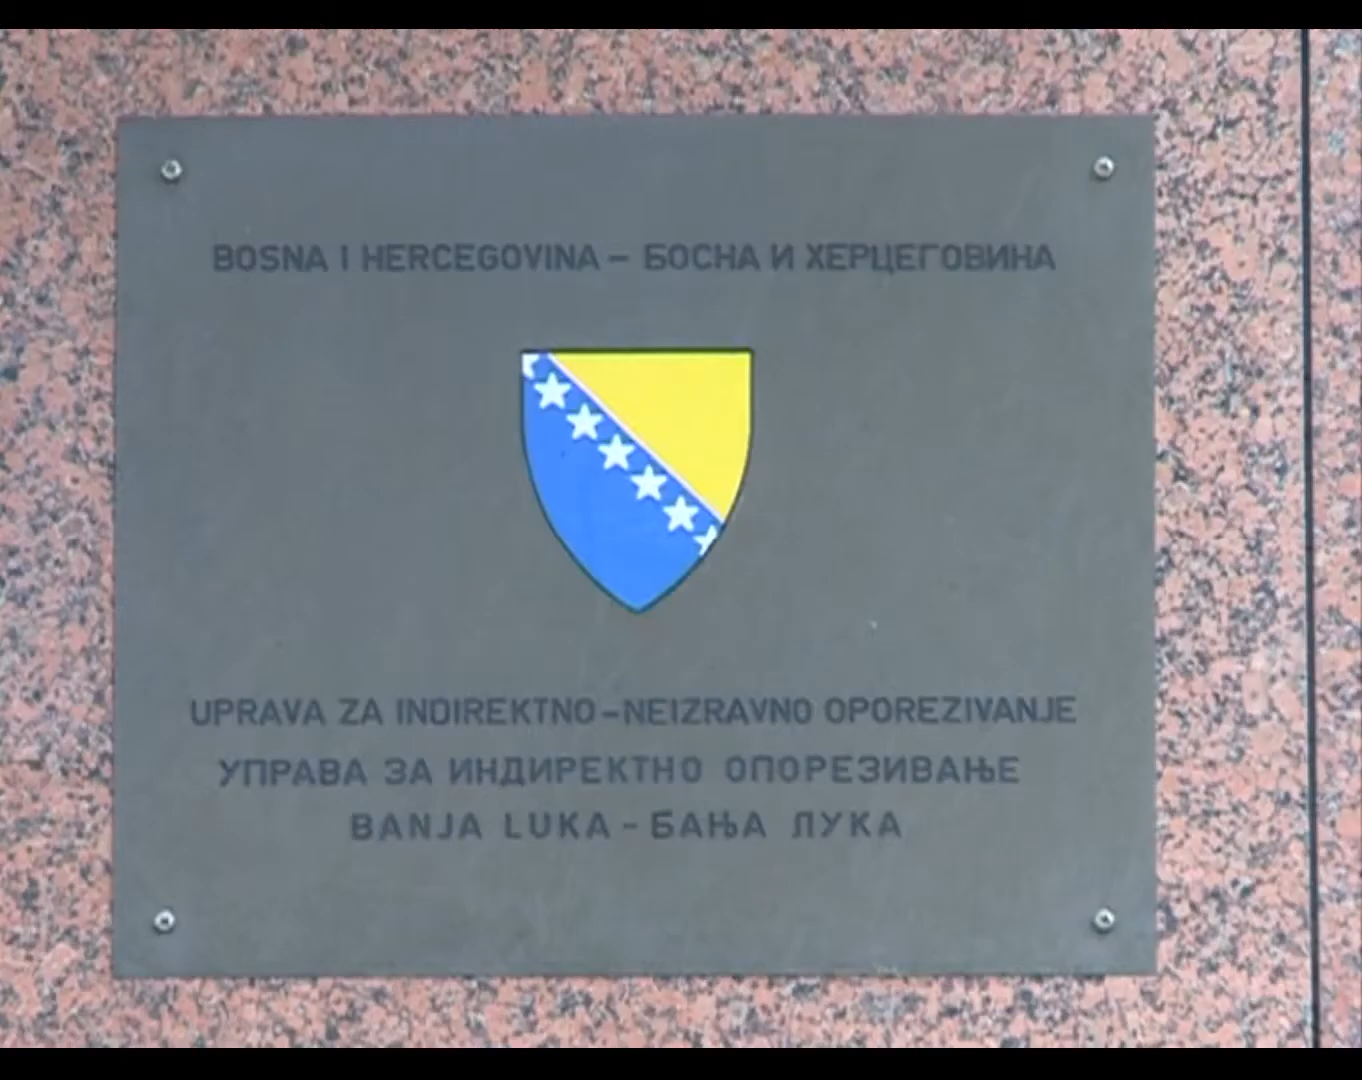 BOSNA I HERCEGOVINA – БОСНА И ХЕРЦЕГОВИНА
UPRAVA ZA INDIREKTNO–NEIZRAVNO OPOREZIVANJE
УПРАВА ЗА ИНДИРЕКТНО ОПОРЕЗИВАЊЕ
BANJA LUKA - БАЊА ЛУКА